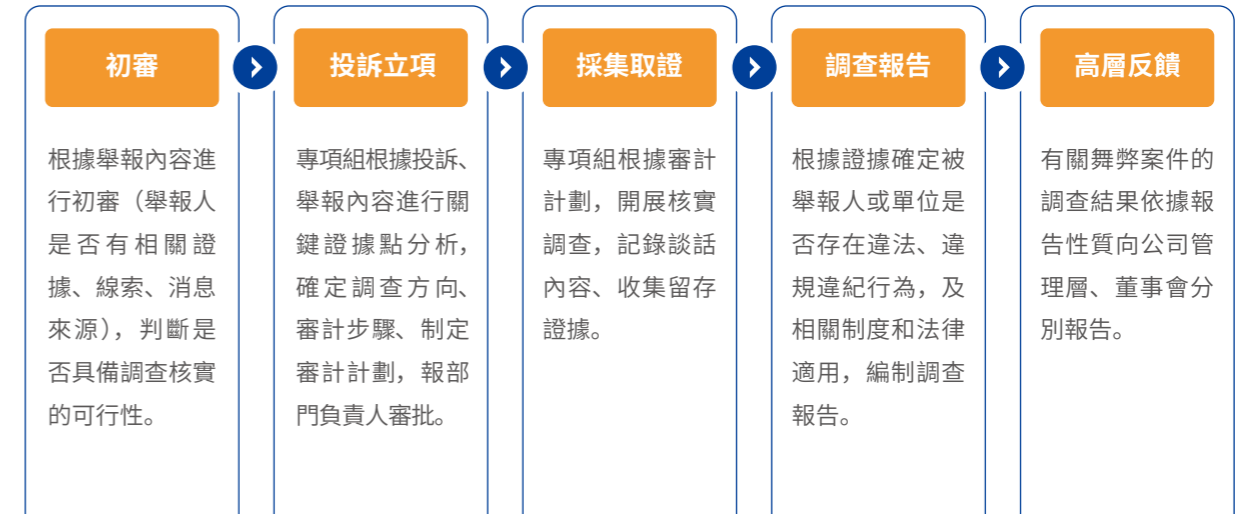 初審
根據舉報內容進
行初審（舉報人
是否有相關證
據、線索、消息
來源），判斷是
否具備調查核實
的可行性。
投訴立項
專項組根據投訴、
舉報內容進行關
鍵證據點分析，
確定調查方向、
審計步驟、制定
審計計劃，報部
門負責人審批。
採集取證
專項組根據審計
計劃，開展核實
調查，記錄談話
內容、收集留存
證據。
調查報告
根據證據確定被
舉報人或單位是
否存在違法、違
規違紀行為，及
相關制度和法律
適用，編制調查
報告。
高層反饋
有關舞弊案件的
調查結果依據報
告性質向公司管
理層、董事會分
別報告。